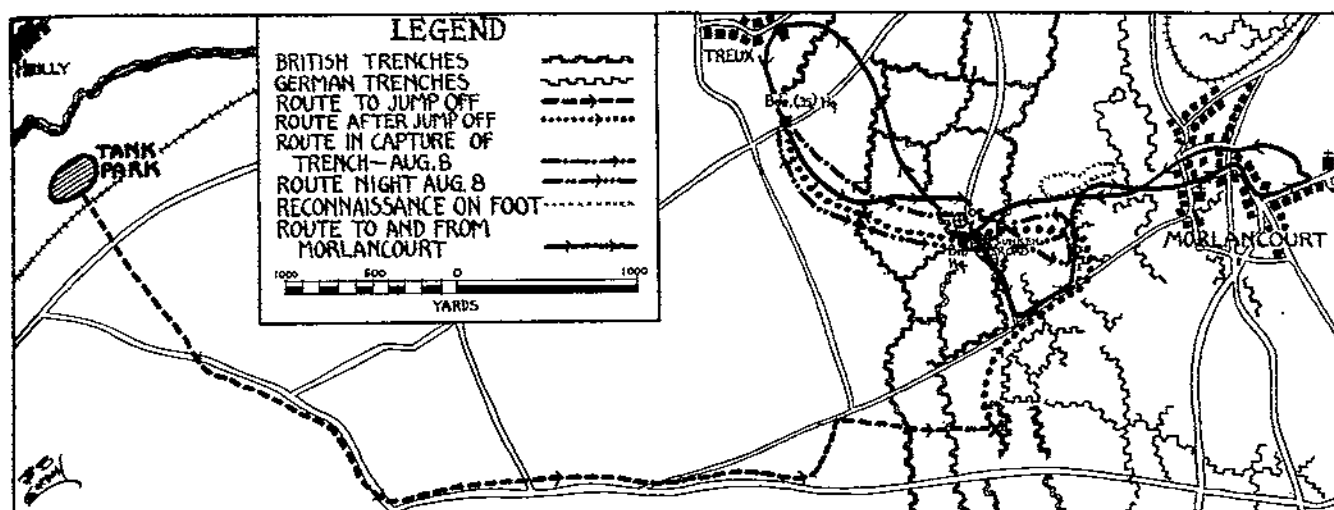 LEGEND
BRITISH TRENCHES
GERMAN TRENCHES
ROUTE TO JUMP OFF
ROUTE AFTER JUMP OFF
ROUTE IN CAPTURE OF
TRENCH—AUG. 8
ROUTE NIGHT AUG. 8
RECONNAISSANCE ON FOOT
ROUTE TO AND FROM
MORLANCOURT
1000 500 0 1000
YARDS
TANK
PARK
TREUX
MORLANCOURT